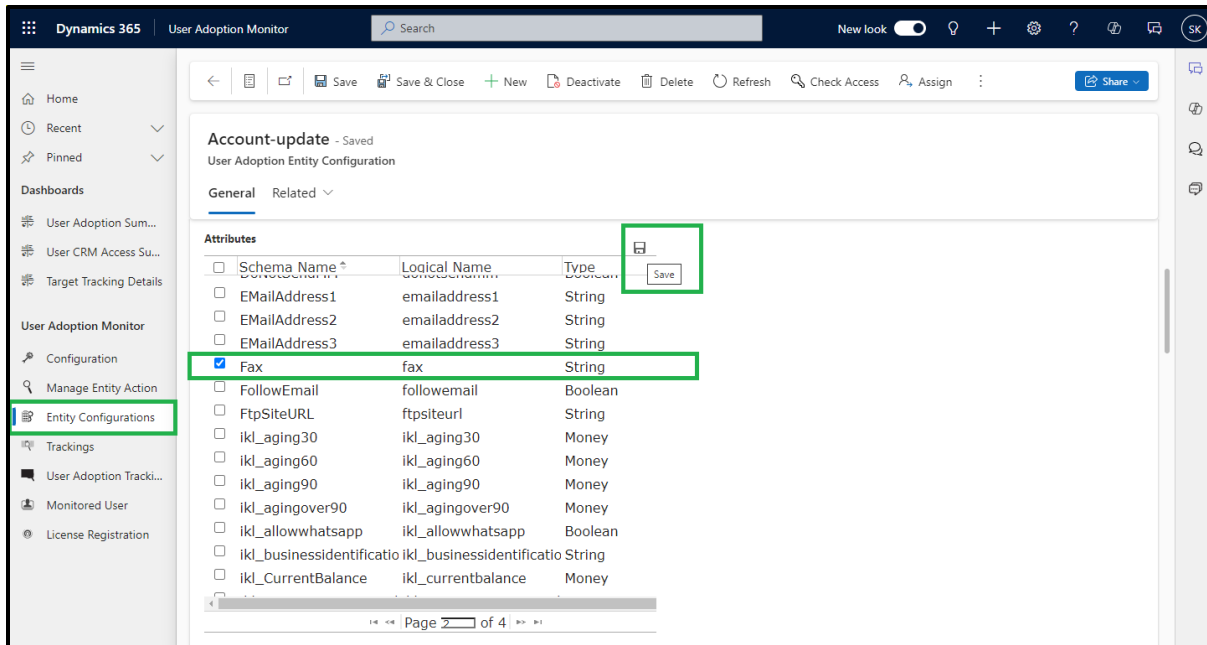 Dynamics 365 User Adoption Monitor Search New look SK
Save Save & Close New Deactivate Delete Refresh Check Access Assign Share
Home
Recent
Pinned
Dashboards
User Adoption Sum...
User CRM Access Su...
Target Tracking Details
User Adoption Monitor
Configuration
Manage Entity Action
Entity Configurations
Trackings
User Adoption Tracki...
Monitored User
License Registration
Account-update - Saved
User Adoption Entity Configuration
General Related
Attributes
Save
Schema Name Logical Name Type
EMailAddress1 emailaddress1 String
EMailAddress2 emailaddress2 String
EMailAddress3 emailaddress3 String
Fax fax String
FollowEmail followemail Boolean
FtpSiteURL ftpsiteurl String
ikl_aging30 ikl_aging30 Money
ikl_aging60 ikl_aging60 Money
ikl_aging90 ikl_aging90 Money
ikl_agingover90 ikl_agingover90 Money
ikl_allowwhatsapp ikl_allowwhatsapp Boolean
ikl_businessidentificatio ikl_businessidentificatio String
ikl_CurrentBalance ikl_currentbalance Money
Page 2 of 4